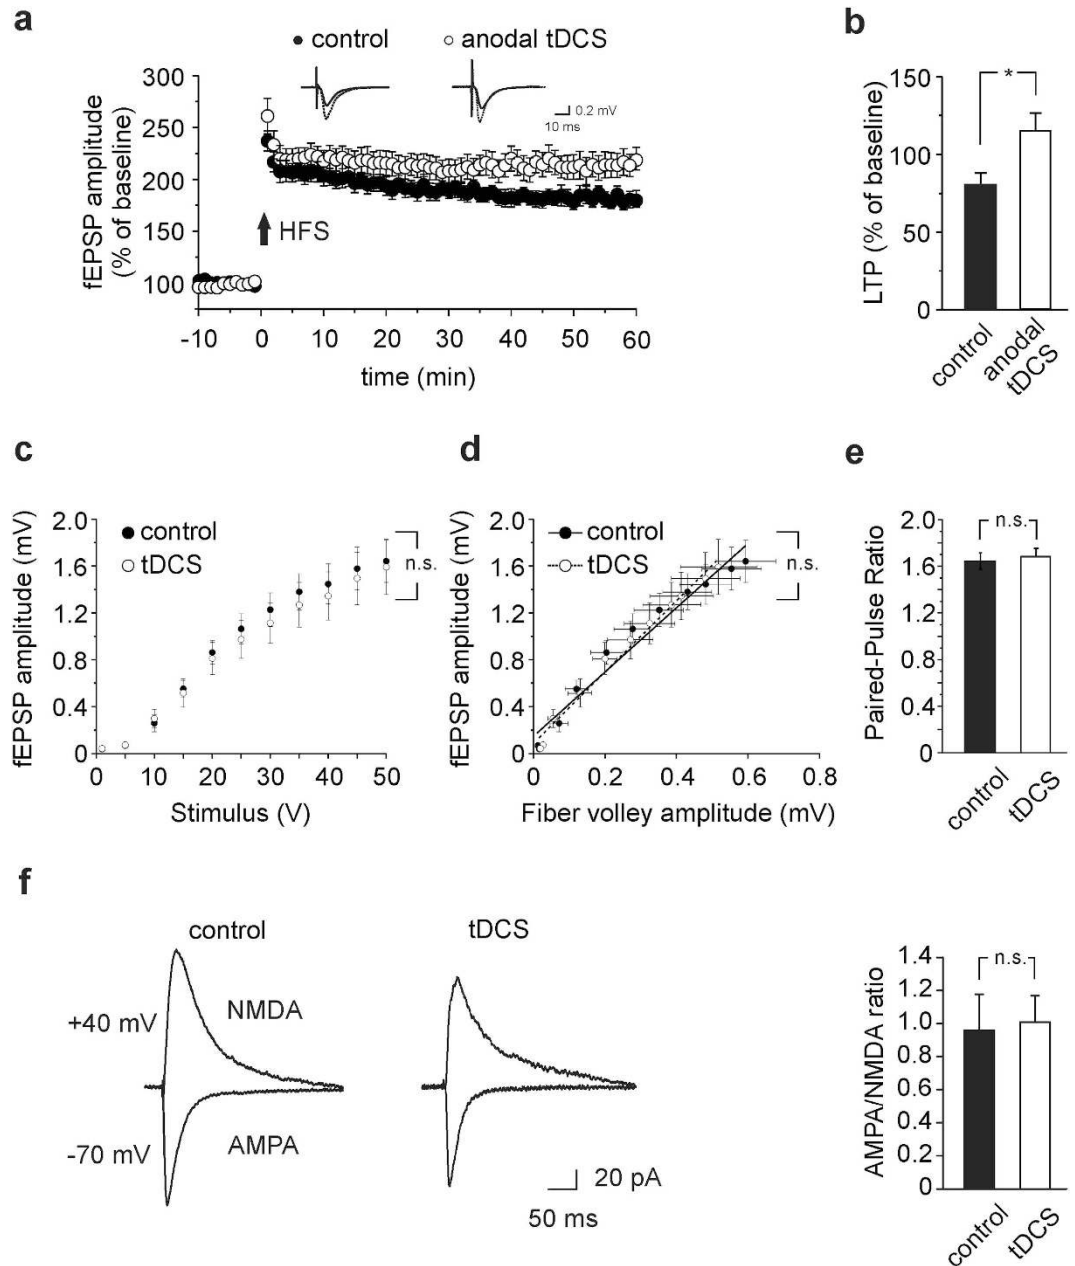 a
● control ○ anodal tDCS
fEPSP amplitude
(% of baseline)
300
250
200
150
100
0.2 mV
10 ms
HFS
-10 0 10 20 30 40 50 60
time (min)
b
LTP (% of baseline)
150
100
50
0
*
control
anodal
tDCS
c
fEPSP amplitude (mV)
2.0
1.6
1.2
0.8
0.4
0
control
tDCS
n.s.
0 10 20 30 40 50
Stimulus (V)
d
fEPSP amplitude (mV)
2.0
1.6
1.2
0.8
0.4
0
control
tDCS
n.s.
0 0.2 0.4 0.6 0.8
Fiber volley amplitude (mV)
e
Paired-Pulse Ratio
2.0
1.6
1.2
0.8
0.4
0
n.s.
control
tDCS
f
control
+40 mV
NMDA
-70 mV
AMPA
tDCS
20 pA
50 ms
AMPA/NMDA ratio
1.4
1.2
1.0
0.8
0.6
0.4
0.2
0
n.s.
control
tDCS